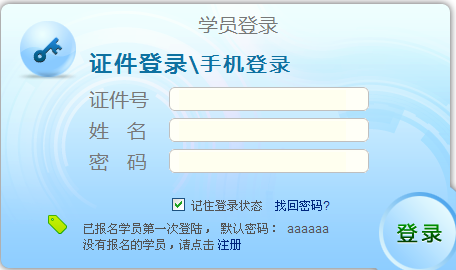 学员登录
证件登录\手机登录
证件号
姓 名
密 码
记住登录状态 找回密码?
已报名学员第一次登陆，默认密码： aaaaaa
没有报名的学员，请点击 注册
登录